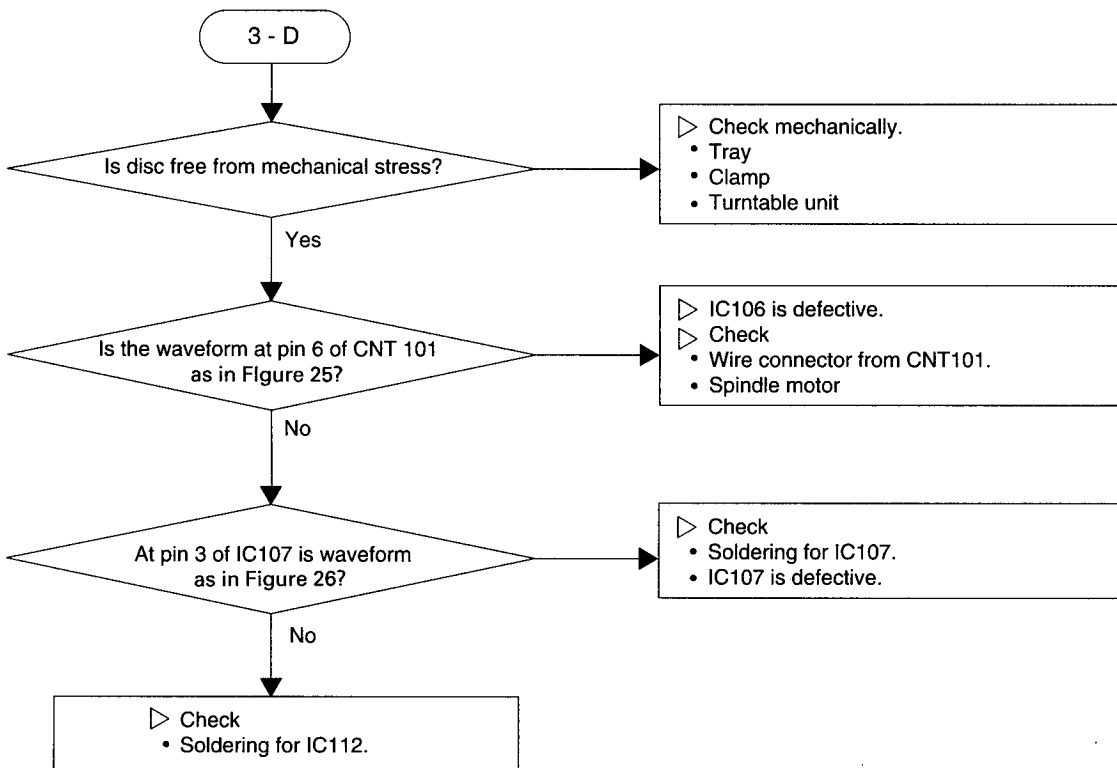 3 - D
Is disc free from mechanical stress?
▷ Check mechanically.
• Tray
• Clamp
• Turntable unit
Yes
Is the waveform at pin 6 of CNT 101
as in FIgure 25?
▷ IC106 is defective.
▷ Check
• Wire connector from CNT101.
• Spindle motor
No
At pin 3 of IC107 is waveform
as in Figure 26?
▷ Check
• Soldering for IC107.
• IC107 is defective.
No
▷ Check
• Soldering for IC112.